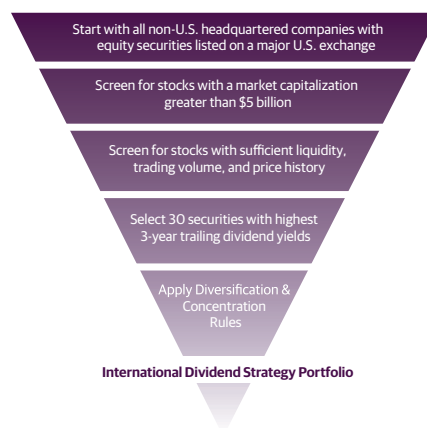 Start with all non-U.S. headquartered companies with
equity securities listed on a major U.S. exchange
Screen for stocks with a market capitalization
greater than $5 billion
Screen for stocks with sufficient liquidity,
trading volume, and price history
Select 30 securities with highest
3-year trailing dividend yields
Apply Diversification &
Concentration
Rules
International Dividend Strategy Portfolio